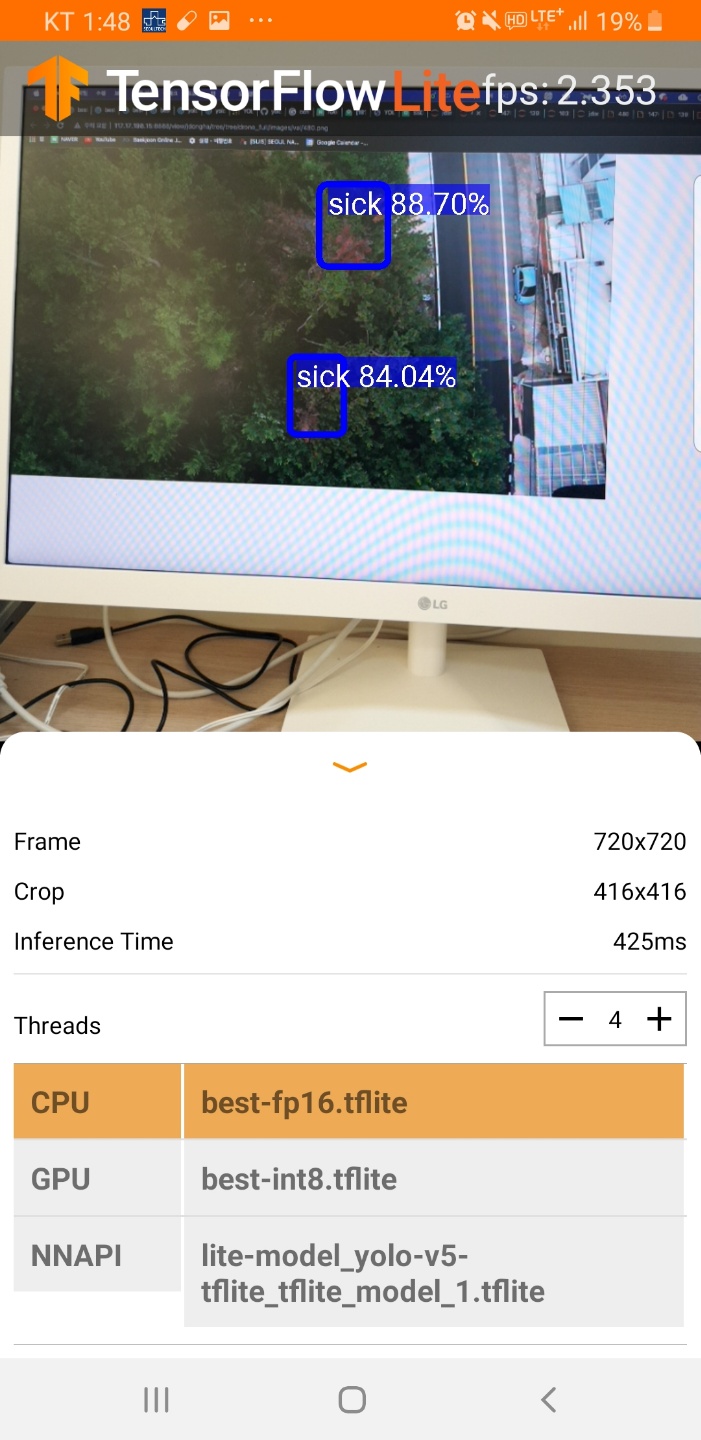 KT 1:48
HD LTE+ 19%
TensorFlow Lite fps: 2.353
sick 88.70%
sick 84.04%
LG
Frame 720x720
Crop 416x416
Inference Time 425ms
Threads 4
CPU best-fp16.tflite
GPU best-int8.tflite
NNAPI lite-model_yolo-v5-
tflite_tflite_model_1.tflite